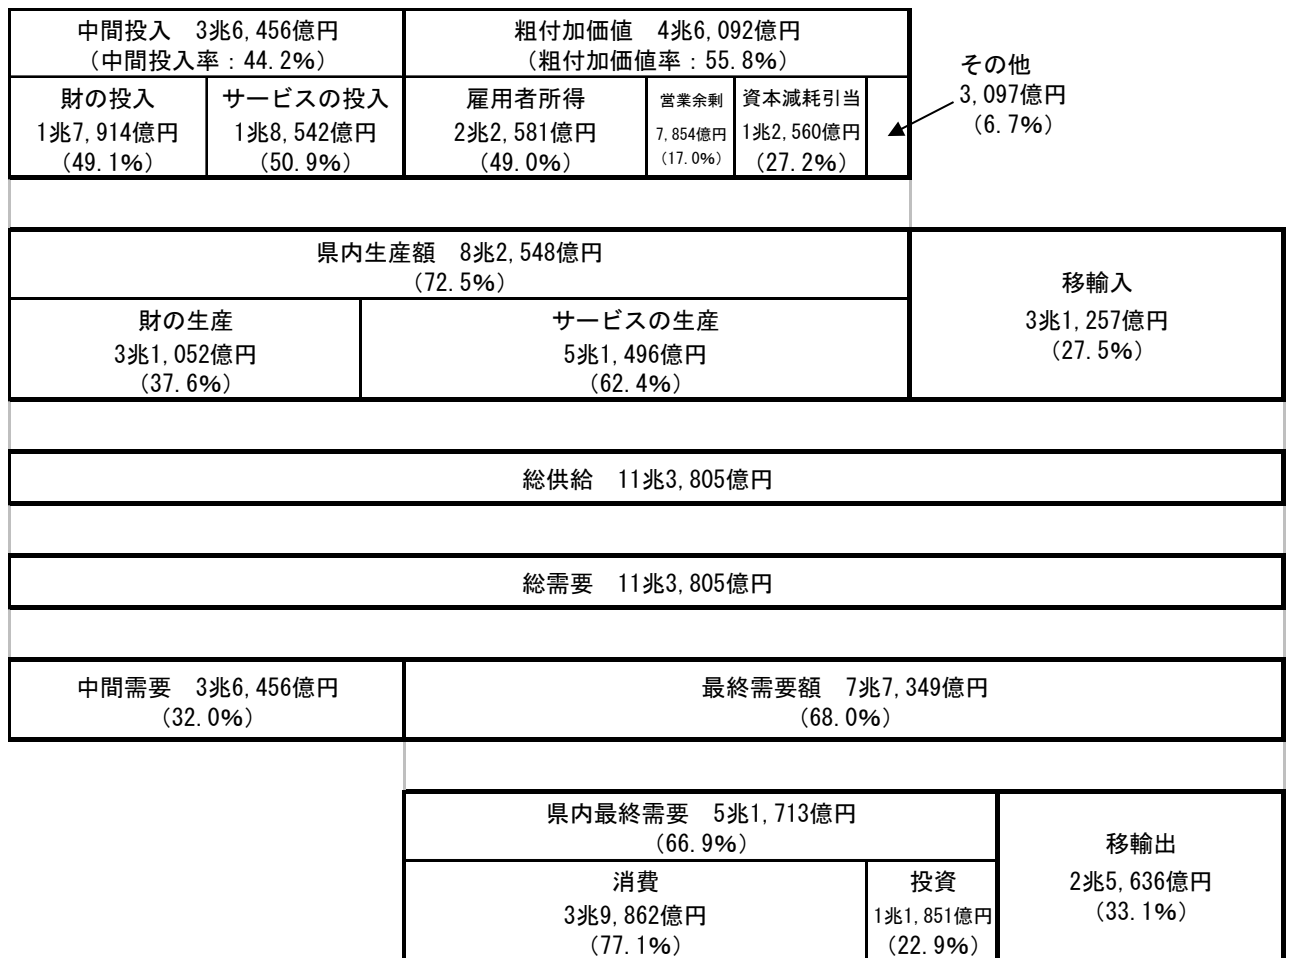 中間投入　3兆6,456億円
（中間投入率：44.2%）
粗付加価値　4兆6,092億円
（粗付加価値率：55.8%）
その他
3,097億円
（6.7%）
財の投入
1兆7,914億円
（49.1%）
サービスの投入
1兆8,542億円
（50.9%）
雇用者所得
2兆2,581億円
（49.0%）
営業余剰
7,854億円
（17.0%）
資本減耗引当
1兆2,560億円
（27.2%）
県内生産額　8兆2,548億円
（72.5%）
移輸入
3兆1,257億円
（27.5%）
財の生産
3兆1,052億円
（37.6%）
サービスの生産
5兆1,496億円
（62.4%）
総供給　11兆3,805億円
総需要　11兆3,805億円
中間需要　3兆6,456億円
（32.0%）
最終需要額　7兆7,349億円
（68.0%）
県内最終需要　5兆1,713億円
（66.9%）
移輸出
2兆5,636億円
（33.1%）
消費
3兆9,862億円
（77.1%）
投資
1兆1,851億円
（22.9%）